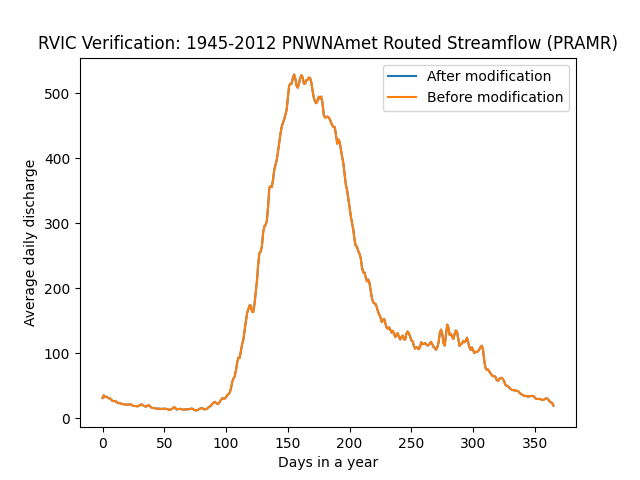 RVIC Verification: 1945-2012 PNWNAmet Routed Streamflow (PRAMR)
After modification
Before modification
Average daily discharge
500
400
300
200
100
0
0 50 100 150 200 250 300 350
Days in a year